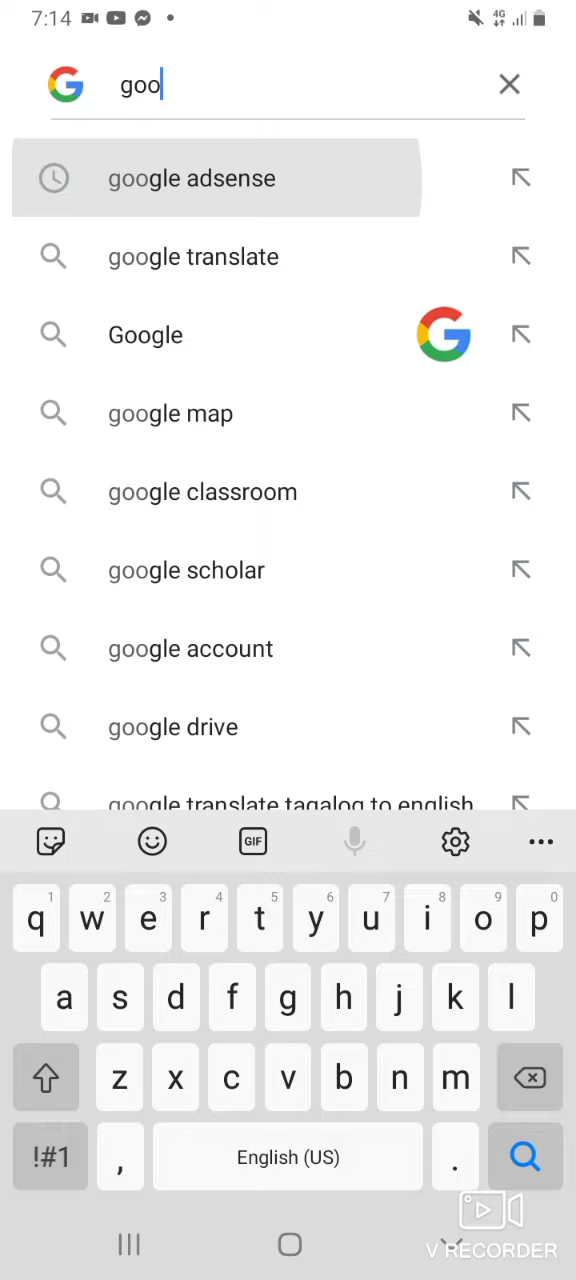 7:14 4G
goo
google adsense
google translate
Google
google map
google classroom
google scholar
google account
google drive
google translate tagalog to english
GIF
1 2 3 4 5 6 7 8 9 0
q w e r t y u i o p
a s d f g h j k l
z x c v b n m
!#1 , English (US) .
V RECORDER